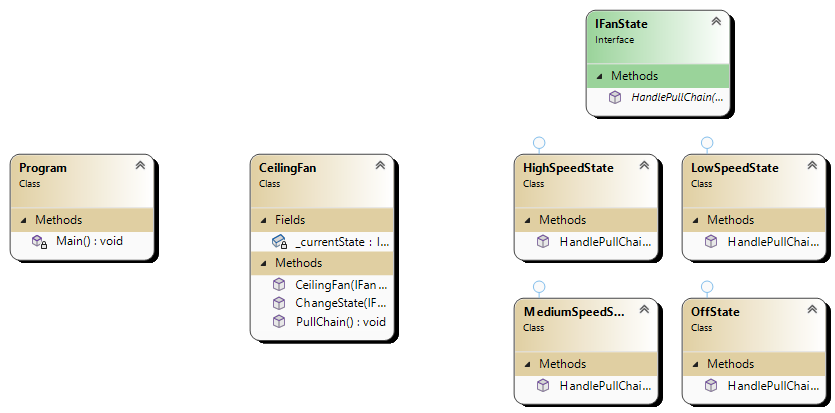 IFanState
Interface
Methods
HandlePullChain(...
Program
Class
Methods
Main() : void
CeilingFan
Class
Fields
_currentState : I...
Methods
CeilingFan(IFan ...
ChangeState(IF...
PullChain() : void
HighSpeedState
Class
Methods
HandlePullChai...
LowSpeedState
Class
Methods
HandlePullChai...
MediumSpeedS...
Class
Methods
HandlePullChai...
OffState
Class
Methods
HandlePullChai...